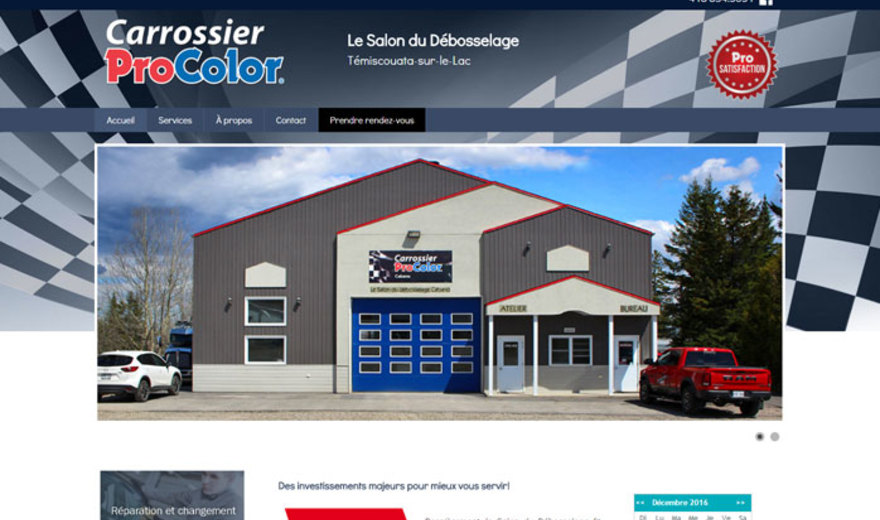 Carrossier
ProColor®
Le Salon du Débosselage
Témiscouata-sur-le-Lac
Pro
SATISFACTION
Accueil Services À propos Contact Prendre rendez-vous
Carrossier
ProColor
Cabano
Le Salon du Débosselage Cabano
ATELIER BUREAU
Des investissements majeurs pour mieux vous servir!
Réparation et changement
<< Décembre 2016 >>
Di Lu Ma Me Je Ve Sa